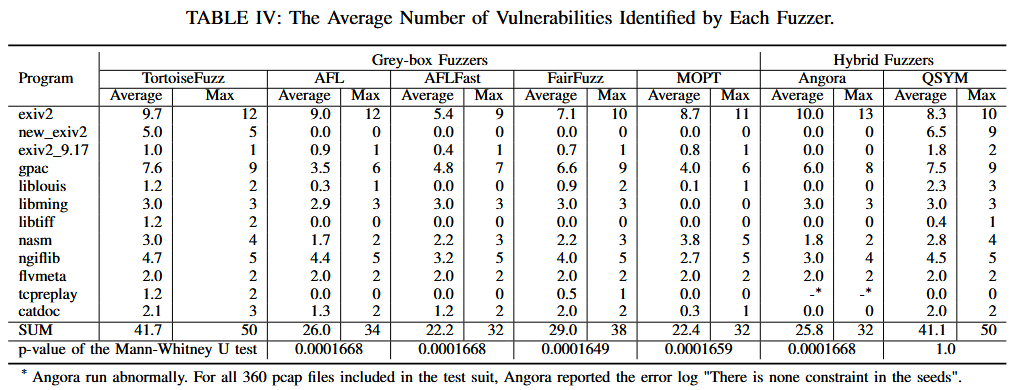 TABLE IV: The Average Number of Vulnerabilities Identified by Each Fuzzer.
Program Grey-box Fuzzers Hybrid Fuzzers
TortoiseFuzz AFL AFLFast FairFuzz MOPT Angora QSYM
Average Max Average Max Average Max Average Max Average Max Average Max Average Max
exiv2 9.7 12 9.0 12 5.4 9 7.1 10 8.7 11 10.0 13 8.3 10
new_exiv2 5.0 5 0.0 0 0.0 0 0.0 0 0.0 0 0.0 0 6.5 9
exiv2_9.17 1.0 1 0.9 1 0.4 1 0.7 1 0.8 1 0.0 0 1.8 2
gpac 7.6 9 3.5 6 4.8 7 6.6 9 4.0 6 6.0 8 7.5 9
liblouis 1.2 2 0.3 1 0.0 0 0.9 2 0.1 1 0.0 0 2.3 3
libming 3.0 3 2.9 3 3.0 3 3.0 3 0.0 0 3.0 3 3.0 3
libtiff 1.2 2 0.0 0 0.0 0 0.0 0 0.0 0 0.0 0 0.4 1
nasm 3.0 4 1.7 2 2.2 3 2.2 3 3.8 5 1.8 2 2.8 4
ngiflib 4.7 5 4.4 5 3.2 5 4.0 5 2.7 5 3.0 4 4.5 5
flvmeta 2.0 2 2.0 2 2.0 2 2.0 2 2.0 2 2.0 2 2.0 2
tcpreplay 1.2 2 0.0 0 0.0 0 0.5 1 0.0 0 -* -* 0.0 0
catdoc 2.1 3 1.3 2 1.2 2 2.0 2 0.3 1 0.0 0 2.0 2
SUM 41.7 50 26.0 34 22.2 32 29.0 38 22.4 32 25.8 32 41.1 50
p-value of the Mann-Whitney U test 0.0001668 0.0001668 0.0001649 0.0001659 0.0001668 1.0
* Angora run abnormally. For all 360 pcap files included in the test suit, Angora reported the error log "There is none constraint in the seeds".